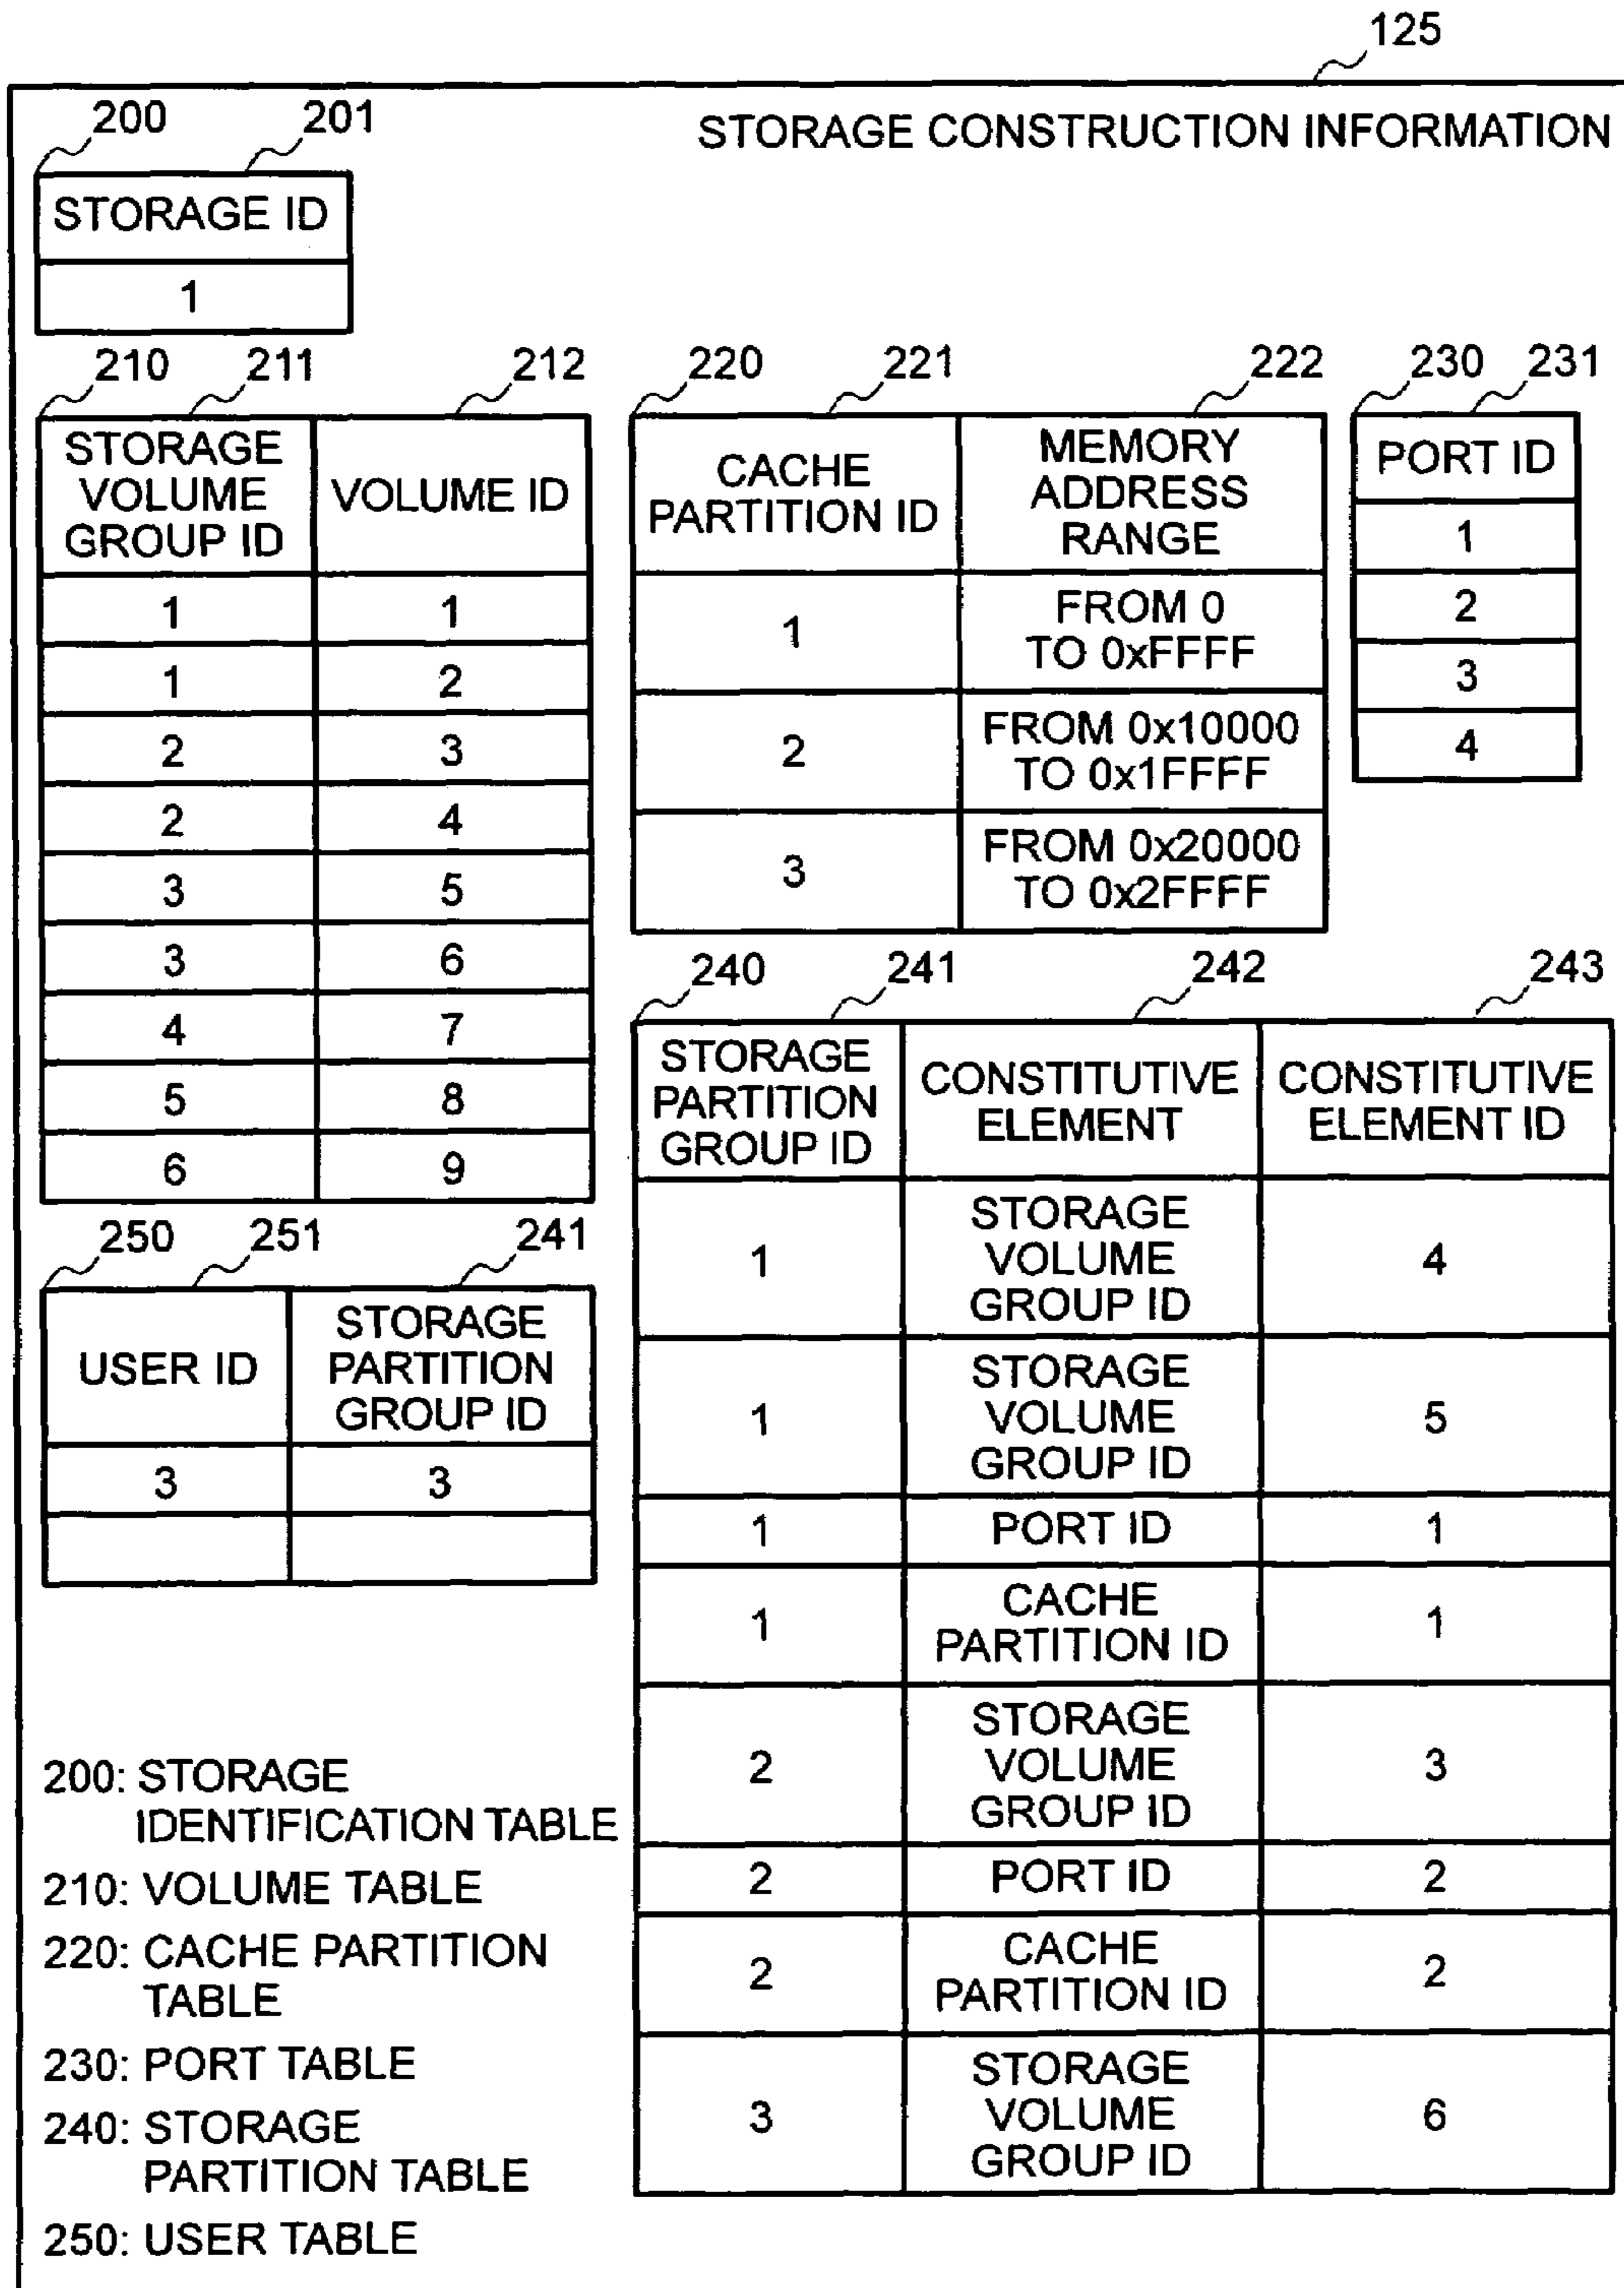 125
STORAGE CONSTRUCTION INFORMATION
200 201
STORAGE ID
1
210 211 212
STORAGE
VOLUME
GROUP ID
VOLUME ID
1 1
1 2
2 3
2 4
3 5
3 6
4 7
5 8
6 9
220 221 222
CACHE
PARTITION ID
MEMORY
ADDRESS
RANGE
1
FROM 0
TO 0xFFFF
2
FROM 0x10000
TO 0x1FFFF
3
FROM 0x20000
TO 0x2FFFF
230 231
PORT ID
1
2
3
4
240 241 242 243
STORAGE
PARTITION
GROUP ID
CONSTITUTIVE
ELEMENT
CONSTITUTIVE
ELEMENT ID
1
STORAGE
VOLUME
GROUP ID
4
1
STORAGE
VOLUME
GROUP ID
5
1 PORT ID 1
1
CACHE
PARTITION ID
1
2
STORAGE
VOLUME
GROUP ID
3
2 PORT ID 2
2
CACHE
PARTITION ID
2
3
STORAGE
VOLUME
GROUP ID
6
250 251 241
USER ID
STORAGE
PARTITION
GROUP ID
3 3
200: STORAGE
IDENTIFICATION TABLE
210: VOLUME TABLE
220: CACHE PARTITION
TABLE
230: PORT TABLE
240: STORAGE
PARTITION TABLE
250: USER TABLE